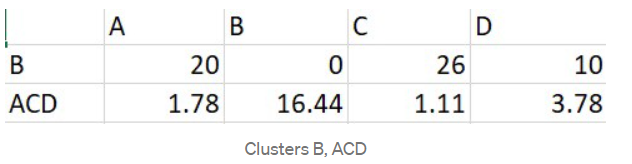 A B C D
B 20 0 26 10
ACD 1.78 16.44 1.11 3.78
Clusters B, ACD